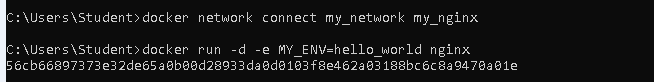 C:\Users\Student>docker network connect my_network my_nginx
C:\Users\Student>docker run -d -e MY_ENV=hello_world nginx
56cb66897373e32de65a0b00d28933da0d0103f8e462a03188bc6c8a9470a01e